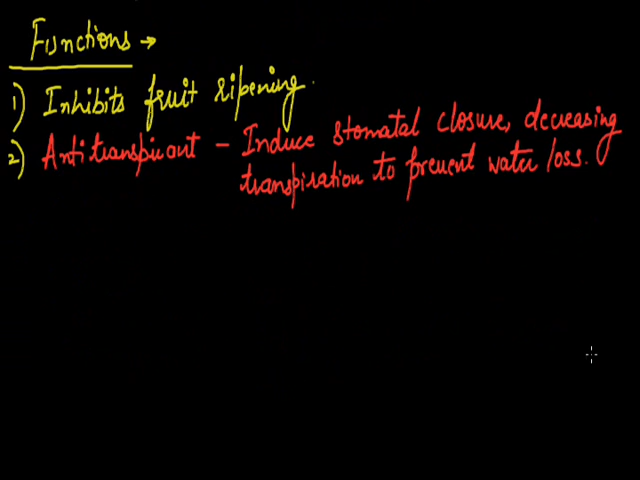 Functions →
1) Inhibits fruit ripening.
2) Antitranspirant - Induce stomatal closure, decreasing
transpiration to prevent water loss.